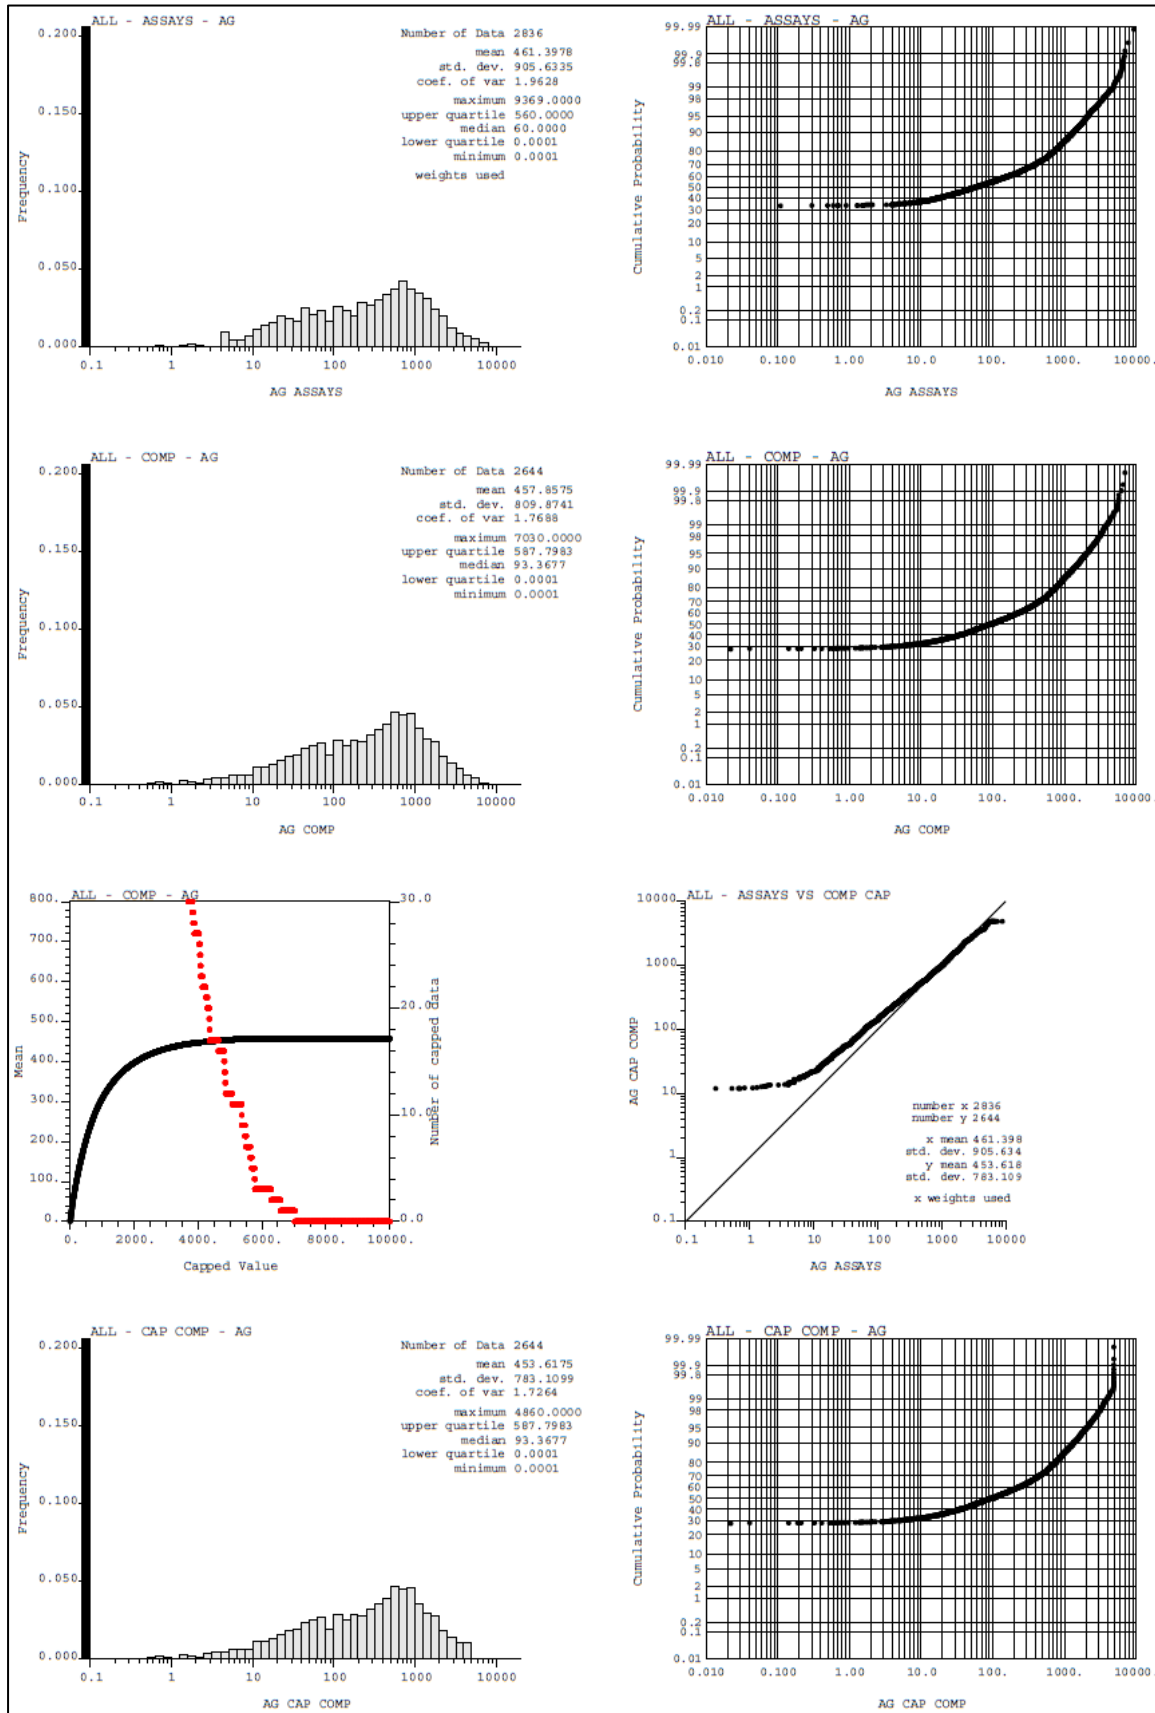 ALL - ASSAYS - AG
Number of Data 2836
mean 461.3978
std. dev. 905.6335
coef. of var 1.9628
maximum 9369.0000
upper quartile 560.0000
median 60.0000
lower quartile 0.0001
minimum 0.0001
weights used
Frequency
0.200
0.150
0.100
0.050
0.000
0.1 1 10 100 1000 10000
AG ASSAYS
ALL - ASSAYS - AG
Cumulative Probability
99.99
99.9
99.8
99
98
95
90
80
70
60
50
40
30
20
10
5
2
1
0.2
0.1
0.01
0.010 0.100 1.00 10.0 100. 1000. 10000.
AG ASSAYS
ALL - COMP - AG
Number of Data 2644
mean 457.8575
std. dev. 809.8741
coef. of var 1.7688
maximum 7030.0000
upper quartile 587.7983
median 93.3677
lower quartile 0.0001
minimum 0.0001
Frequency
0.200
0.150
0.100
0.050
0.000
0.1 1 10 100 1000 10000
AG COMP
ALL - COMP - AG
Cumulative Probability
99.99
99.9
99.8
99
98
95
90
80
70
60
50
40
30
20
10
5
2
1
0.2
0.1
0.01
0.010 0.100 1.00 10.0 100. 1000. 10000.
AG COMP
ALL - COMP - AG
Mean
800.
700.
600.
500.
400.
300.
200.
100.
0.
30.0
20.0
10.0
0.0
Number of capped data
0. 2000. 4000. 6000. 8000. 10000.
Capped Value
ALL - ASSAYS VS COMP CAP
AG CAP COMP
10000
1000
100
10
1
0.1
number x 2836
number y 2644
x mean 461.398
std. dev. 905.634
y mean 453.618
std. dev. 783.109
x weights used
0.1 1 10 100 1000 10000
AG ASSAYS
ALL - CAP COMP - AG
Number of Data 2644
mean 453.6175
std. dev. 783.1099
coef. of var 1.7264
maximum 4860.0000
upper quartile 587.7983
median 93.3677
lower quartile 0.0001
minimum 0.0001
Frequency
0.200
0.150
0.100
0.050
0.000
0.1 1 10 100 1000 10000
AG CAP COMP
ALL - CAP COMP - AG
Cumulative Probability
99.99
99.9
99.8
99
98
95
90
80
70
60
50
40
30
20
10
5
2
1
0.2
0.1
0.01
0.010 0.100 1.00 10.0 100. 1000. 10000.
AG CAP COMP